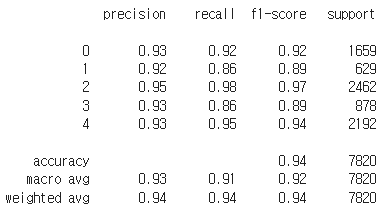 precision recall f1-score support
0 0.93 0.92 0.92 1659
1 0.92 0.86 0.89 629
2 0.95 0.98 0.97 2462
3 0.93 0.86 0.89 878
4 0.93 0.95 0.94 2192
accuracy 0.94 7820
macro avg 0.93 0.91 0.92 7820
weighted avg 0.94 0.94 0.94 7820